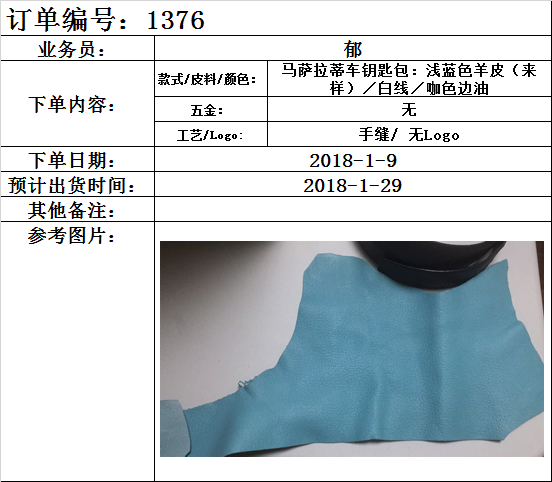 订单编号：1376
业务员：
郁
下单内容：
款式/皮料/颜色：
马萨拉蒂车钥匙包：浅蓝色羊皮（来
样）／白线／咖色边油
五金：
无
工艺/Logo:
手缝/ 无Logo
下单日期：
2018-1-9
预计出货时间：
2018-1-29
其他备注：
参考图片：